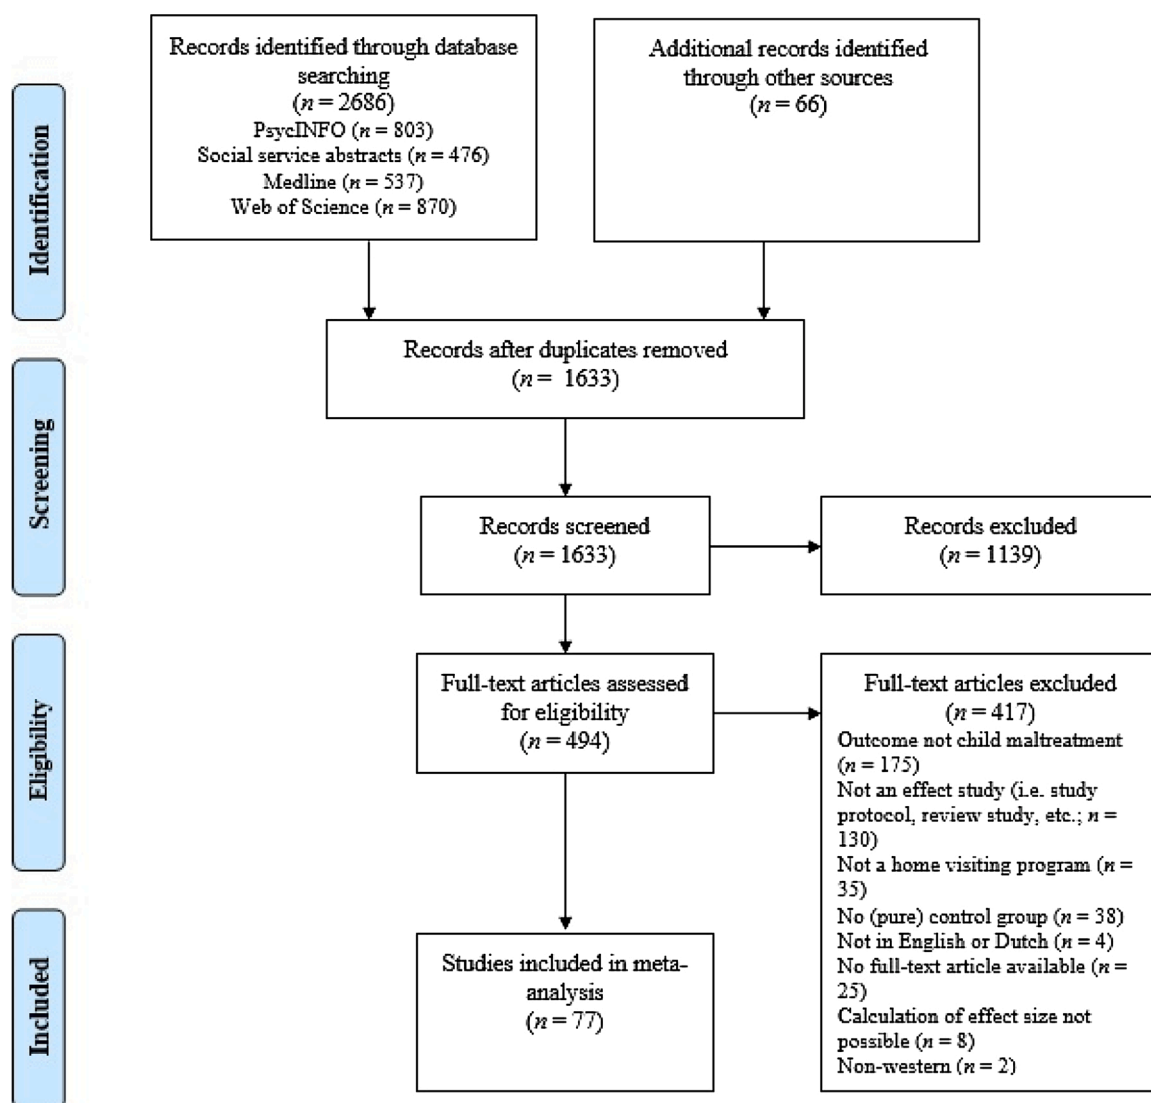 Records identified through database
searching
(n = 2686)
PsycINFO (n = 803)
Social service abstracts (n = 476)
Medline (n = 537)
Web of Science (n = 870)
Additional records identified
through other sources
(n = 66)
Identification
Records after duplicates removed
(n = 1633)
Screening
Records screened
(n = 1633)
Records excluded
(n = 1139)
Eligibility
Full-text articles assessed
for eligibility
(n = 494)
Full-text articles excluded
(n = 417)
Outcome not child maltreatment
(n = 175)
Not an effect study (i.e. study
protocol, review study, etc.; n =
130)
Not a home visiting program (n =
35)
No (pure) control group (n = 38)
Not in English or Dutch (n = 4)
No full-text article available (n =
25)
Calculation of effect size not
possible (n = 8)
Non-western (n = 2)
Included
Studies included in meta-
analysis
(n = 77)